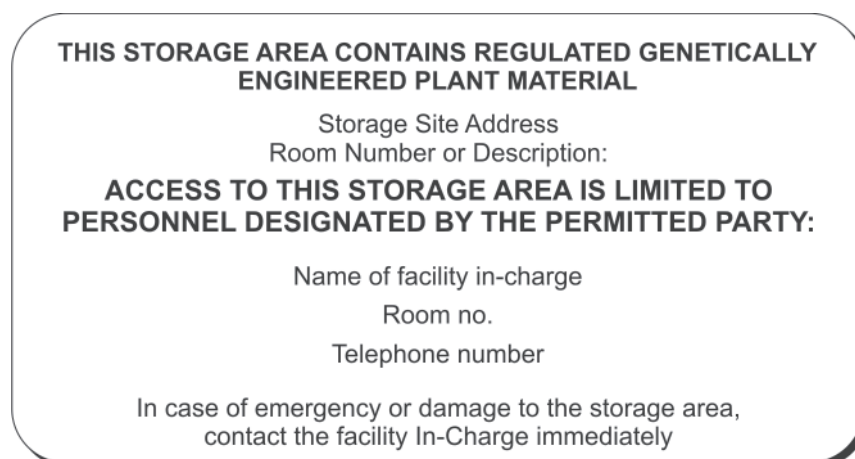 THIS STORAGE AREA CONTAINS REGULATED GENETICALLY
ENGINEERED PLANT MATERIAL
Storage Site Address
Room Number or Description:
ACCESS TO THIS STORAGE AREA IS LIMITED TO
PERSONNEL DESIGNATED BY THE PERMITTED PARTY:
Name of facility in-charge
Room no.
Telephone number
In case of emergency or damage to the storage area,
contact the facility In-Charge immediately